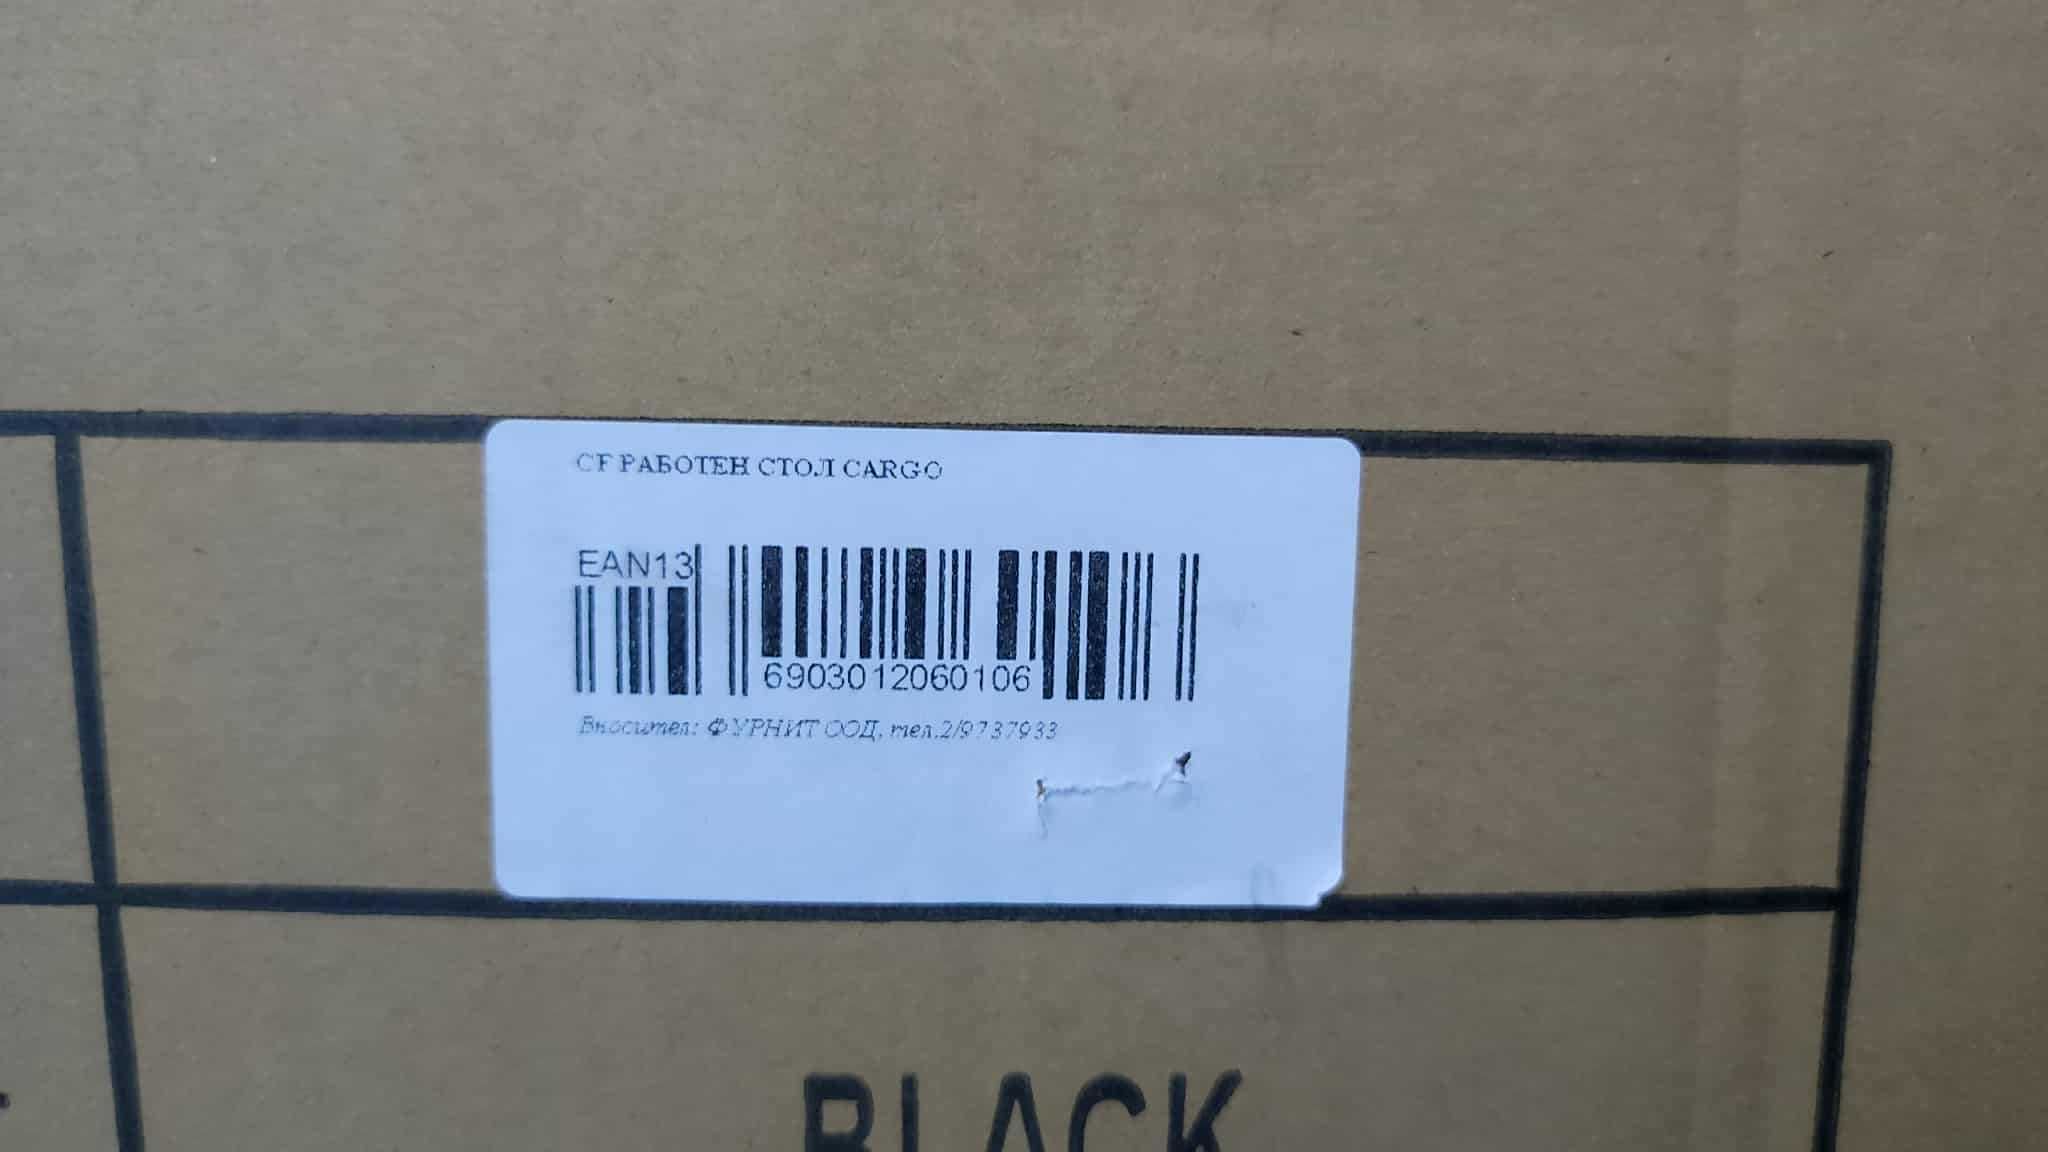 CF РАБОТЕН СТОЛ CARGO
EAN13
6903012060106
Вносител: ФУРНИТ ООД, тел.2/9737933
BLACK